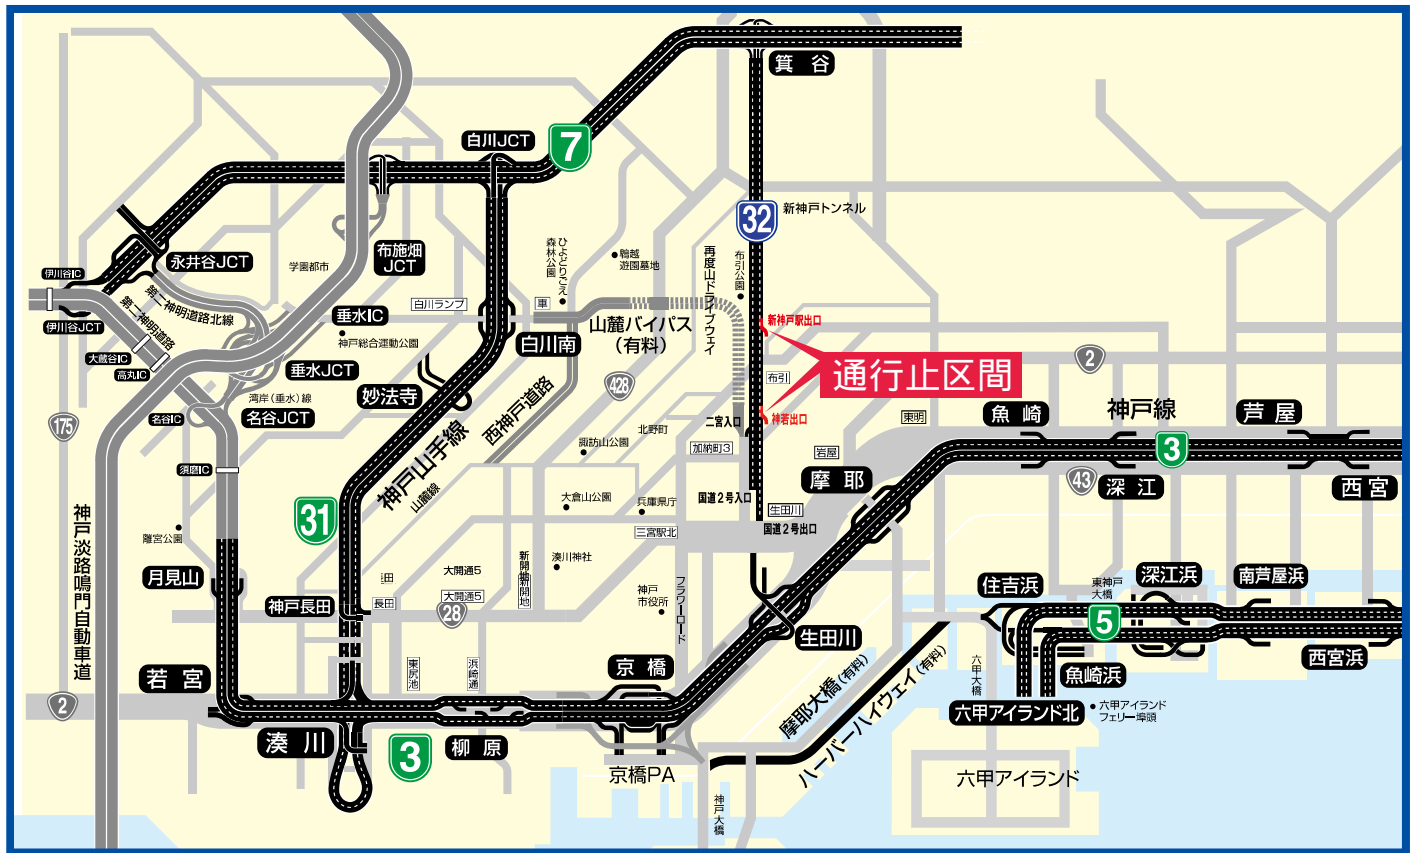 箕 谷
白川JCT
7
32
新神戸トンネル
永井谷JCT
布施畑
JCT
伊川谷IC
学園都市
ひよどりごえ
森林公園
鵯越
遊園墓地
再度山ドライブウェイ
布引公園
第二神明道路北線
第二神明道路
伊川谷JCT
垂水IC
白川ランプ
車
山麓バイパス
(有料)
新神戸駅出口
神戸総合運動公園
白川南
大蔵谷IC
高丸IC
垂水JCT
妙法寺
428
布引
通行止区間
2
湾岸(垂水)線
名谷JCT
名谷IC
175
西神戸道路
二宮入口
神若出口
東明
魚 崎
神戸線
芦 屋
北野町
諏訪山公園
加納町3
岩屋
3
須磨IC
神戸山手線
山麓線
摩 耶
43
深 江
西 宮
神戸淡路鳴門自動車道
31
大倉山公園
兵庫県庁
国道2号入口
生田川
国道2号出口
離宮公園
三宮駅北
新開地
新開地
湊川神社
月見山
大開通5
大開通5
長田
神戸長田
28
神戸
市役所
フラワーロード
住吉浜
東神戸
大橋
深江浜
南芦屋浜
5
生田川
西宮浜
若 宮
東尻池
浜崎通
京 橋
摩耶大橋(有料)
ハーバーハイウェイ(有料)
六甲大橋
魚崎浜
2
六甲アイランド北
六甲アイランド
フェリー埠頭
湊 川
3
柳 原
京橋PA
六甲アイランド
神戸大橋